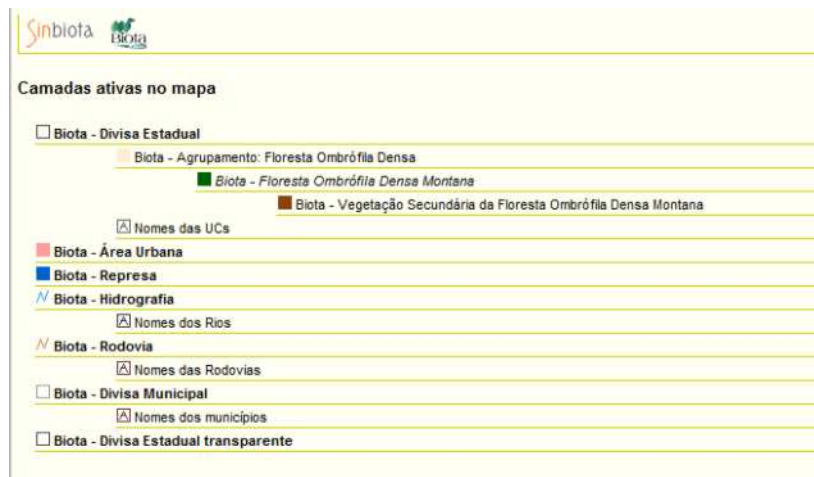 Sinbiota Biota
Camadas ativas no mapa
Biota - Divisa Estadual
Biota - Agrupamento: Floresta Ombrófila Densa
Biota - Floresta Ombrófila Densa Montana
Biota - Vegetação Secundária da Floresta Ombrófila Densa Montana
A Nomes das UCs
Biota - Área Urbana
Biota - Represa
Biota - Hidrografia
A Nomes dos Rios
Biota - Rodovia
A Nomes das Rodovias
Biota - Divisa Municipal
A Nomes dos municípios
Biota - Divisa Estadual transparente